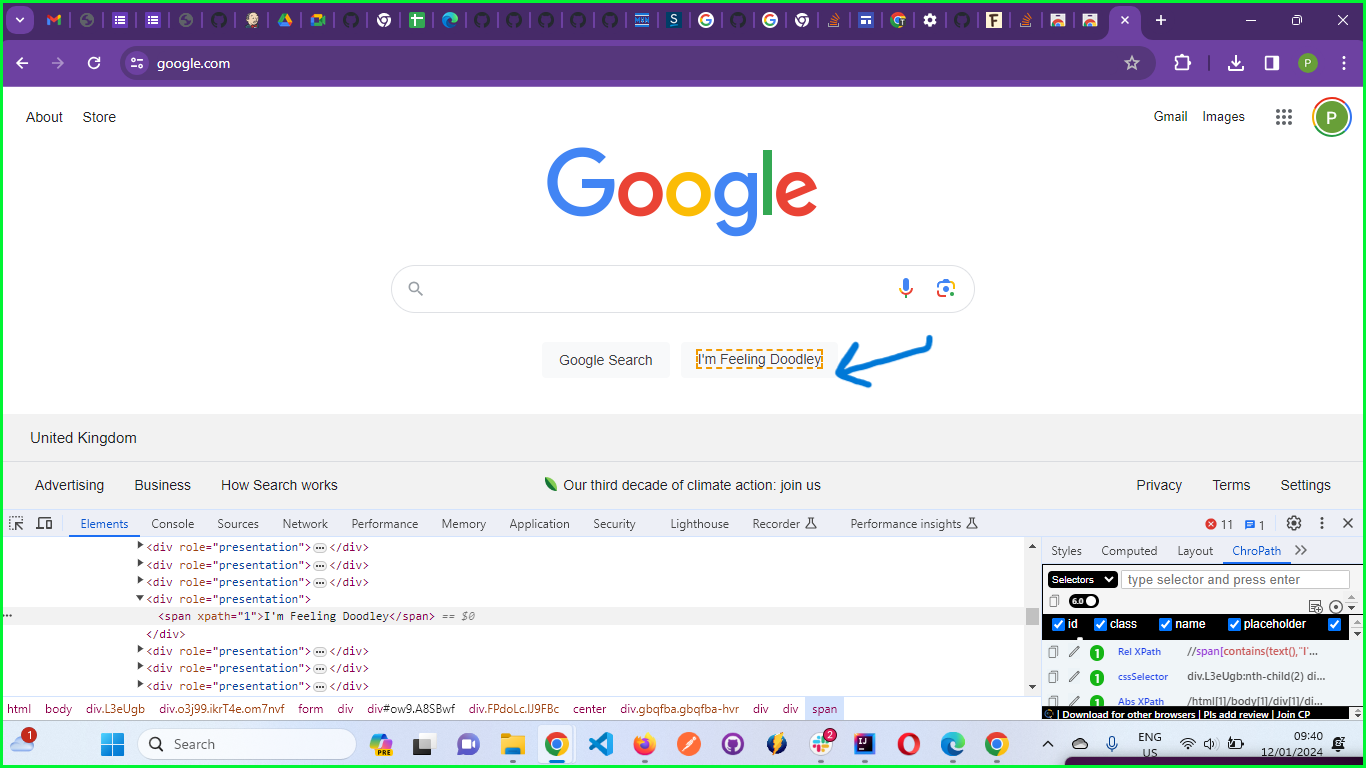 google.com
P
About Store
Gmail Images
P
Google
Google Search I'm Feeling Doodley
United Kingdom
Advertising Business How Search works
Our third decade of climate action: join us
Privacy Terms Settings
Elements Console Sources Network Performance Memory Application Security Lighthouse Recorder Performance insights 11 1
<div role="presentation"> </div>
<div role="presentation"> </div>
<div role="presentation"> </div>
<div role="presentation">
<span xpath="1">I'm Feeling Doodley</span> == $0
</div>
<div role="presentation"> </div>
<div role="presentation"> </div>
<div role="presentation"> </div>
html body div.L3eUgb div.o3j99.ikrT4e.om7nvf form div div#ow9.A8SBwf div.FPdoLc.lJ9FBc center div.gbqfba.gbqfba-hvr div div span
Styles Computed Layout ChroPath
Selectors type selector and press enter
6.0
id class name placeholder
1 Rel XPath //span[contains(text(),"I'...
1 cssSelector div.L3eUgb:nth-child(2) di...
1 Abs XPath /html[1]/body[1]/div[1]/di...
| Download for other browsers | Pls add review | Join CP
1
Search
PRE
2
IJ
ENG
US
09:40
12/01/2024